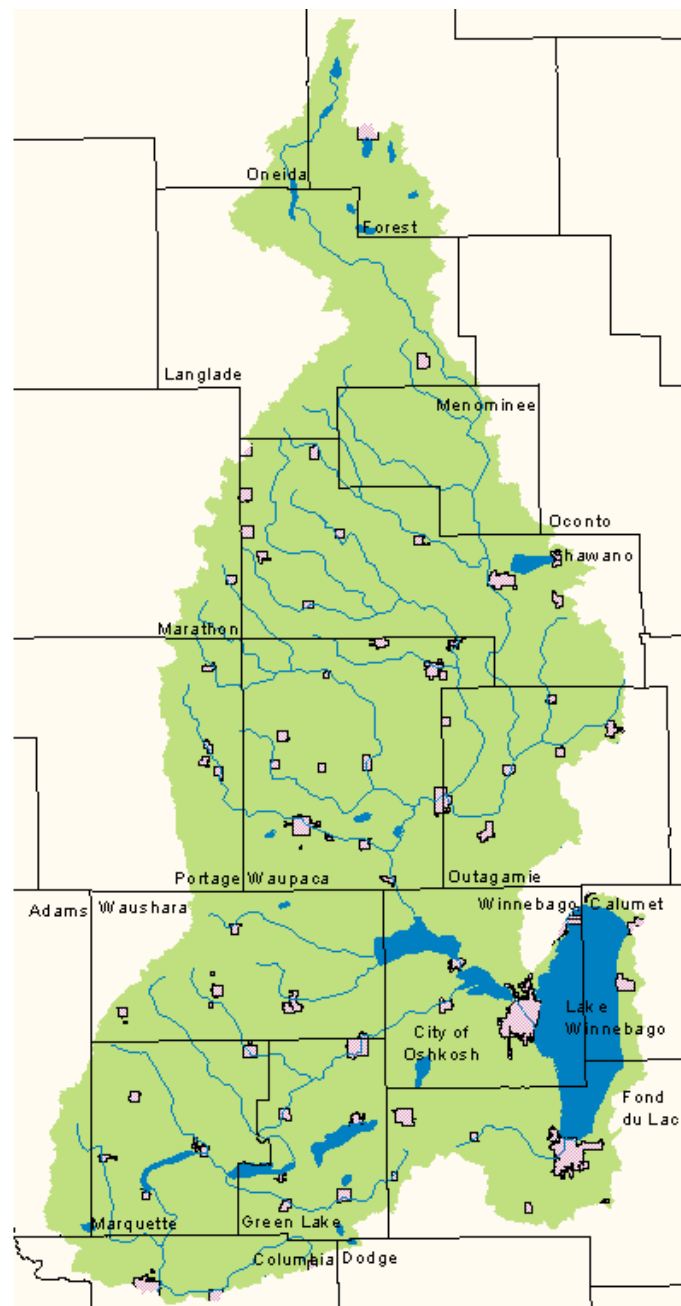 Oneida
Forest
Langlade
Menominee
Oconto
Shawano
Marathon
Portage
Waupaca
Outagamie
Adams
Waushara
Winnebago
Calumet
Lake
Winnebago
City of
Oshkosh
Fond
du Lac
Marquette
Green Lake
Columbia
Dodge